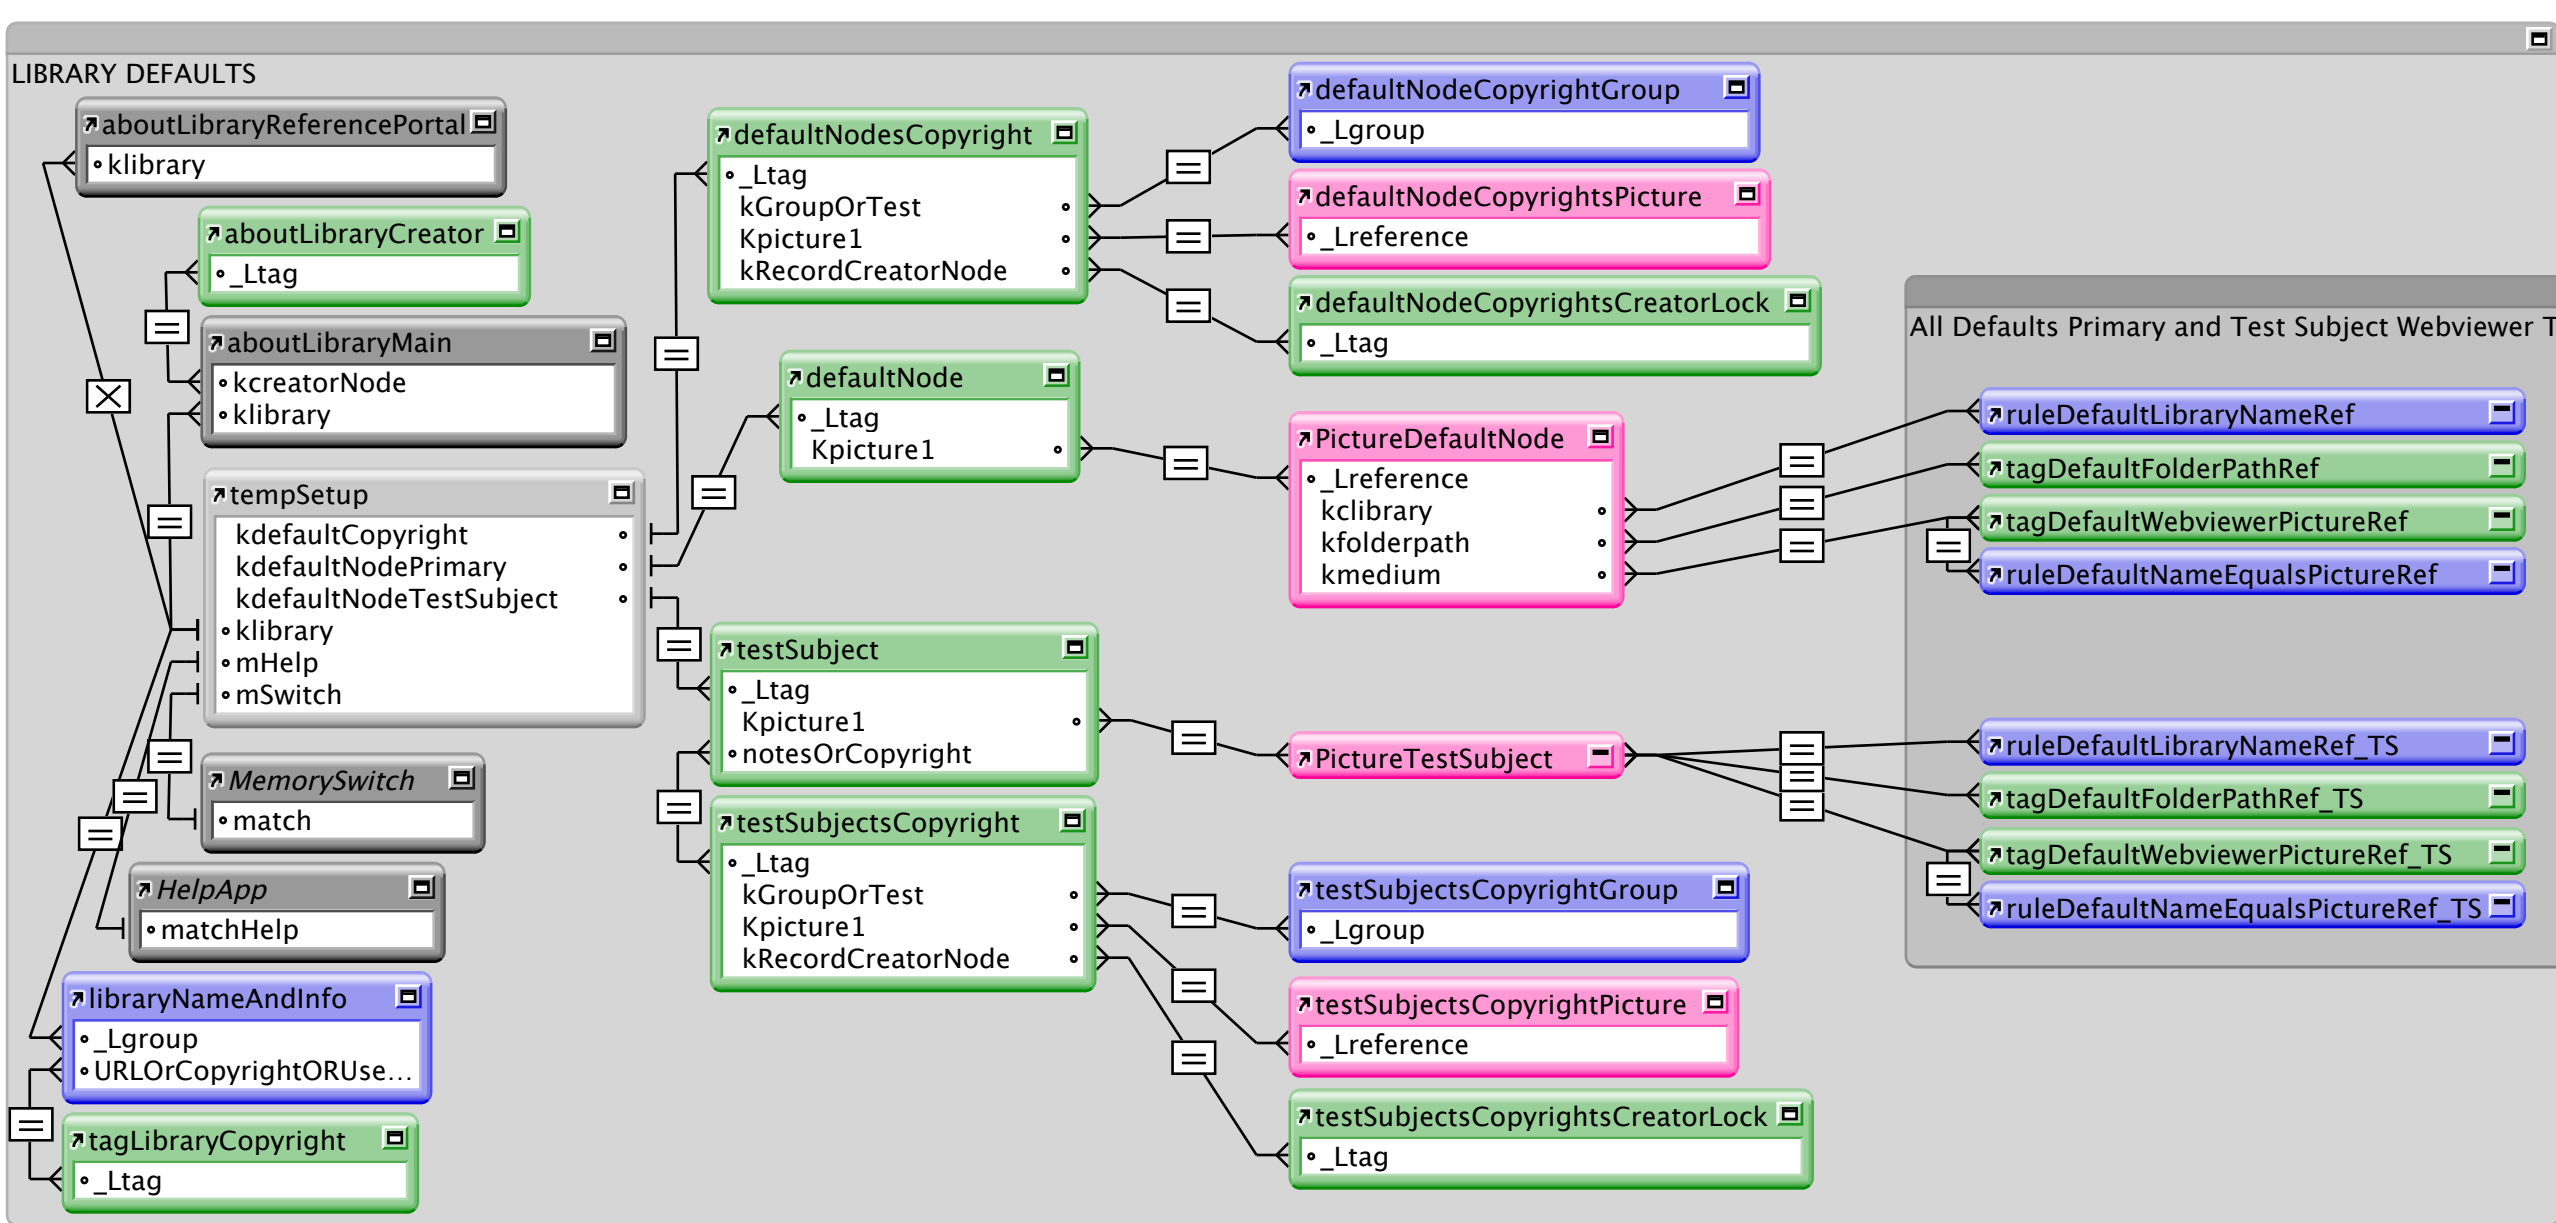 LIBRARY DEFAULTS
aboutLibraryReferencePortal
klibrary
aboutLibraryCreator
_Ltag
aboutLibraryMain
kcreatorNode
klibrary
tempSetup
kdefaultCopyright
kdefaultNodePrimary
kdefaultNodeTestSubject
klibrary
mHelp
mSwitch
MemorySwitch
match
HelpApp
matchHelp
libraryNameAndInfo
_Lgroup
URLOrCopyrightORUse...
tagLibraryCopyright
_Ltag
defaultNodesCopyright
_Ltag
kGroupOrTest
Kpicture1
kRecordCreatorNode
defaultNode
_Ltag
Kpicture1
testSubject
_Ltag
Kpicture1
notesOrCopyright
testSubjectsCopyright
_Ltag
kGroupOrTest
Kpicture1
kRecordCreatorNode
defaultNodeCopyrightGroup
_Lgroup
defaultNodeCopyrightsPicture
_Lreference
defaultNodeCopyrightsCreatorLock
_Ltag
PictureDefaultNode
_Lreference
kclibrary
kfolderpath
kmedium
PictureTestSubject
testSubjectsCopyrightGroup
_Lgroup
testSubjectsCopyrightPicture
_Lreference
testSubjectsCopyrightsCreatorLock
_Ltag
All Defaults Primary and Test Subject Webviewer T
ruleDefaultLibraryNameRef
tagDefaultFolderPathRef
tagDefaultWebviewerPictureRef
ruleDefaultNameEqualsPictureRef
ruleDefaultLibraryNameRef_TS
tagDefaultFolderPathRef_TS
tagDefaultWebviewerPictureRef_TS
ruleDefaultNameEqualsPictureRef_TS